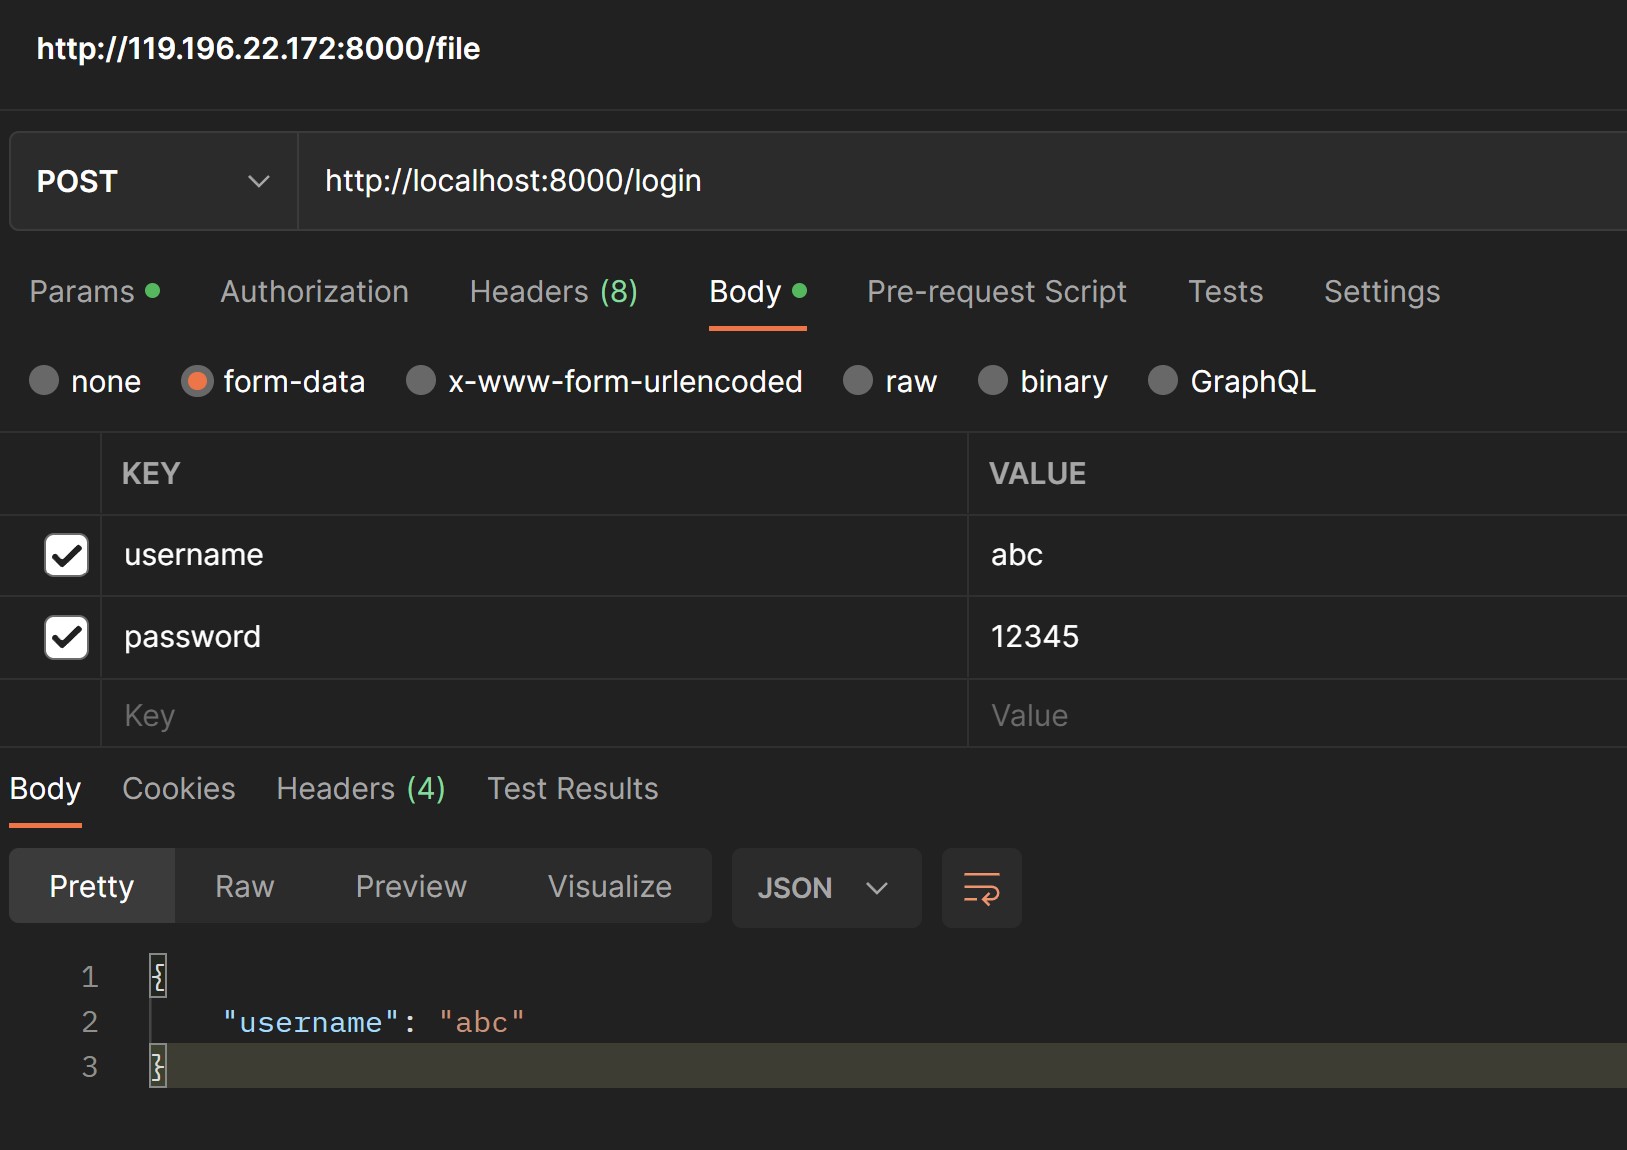 http://119.196.22.172:8000/file
POST http://localhost:8000/login
Params Authorization Headers (8) Body Pre-request Script Tests Settings
none form-data x-www-form-urlencoded raw binary GraphQL
KEY VALUE
username abc
password 12345
Key Value
Body Cookies Headers (4) Test Results
Pretty Raw Preview Visualize JSON
1 {
2 "username": "abc"
3 }